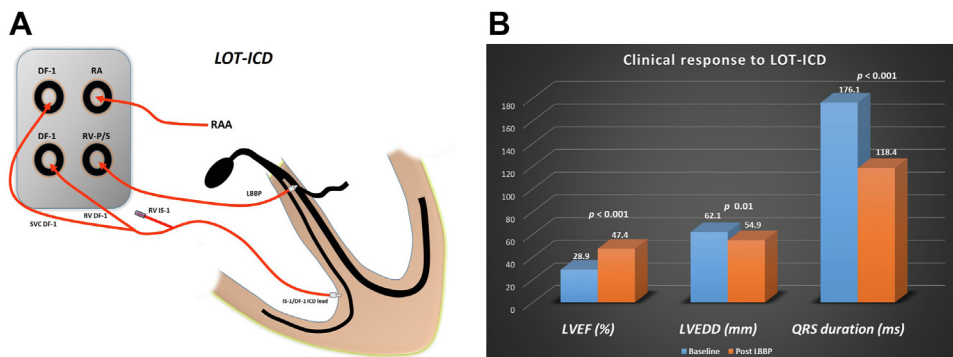 A
LOT-ICD
DF-1
RA
RAA
DF-1
RV-P/S
LBBP
RV DF-1
RV IS-1
SVC DF-1
IS-1/DF-1 ICD lead
B
Clinical response to LOT-ICD
p < 0.001
180
160
140
120
100
80
60
40
20
0
176.1
118.4
p 0.01
62.1
54.9
p < 0.001
47.4
28.9
LVEF (%)
LVEDD (mm)
QRS duration (ms)
Baseline
Post LBBP